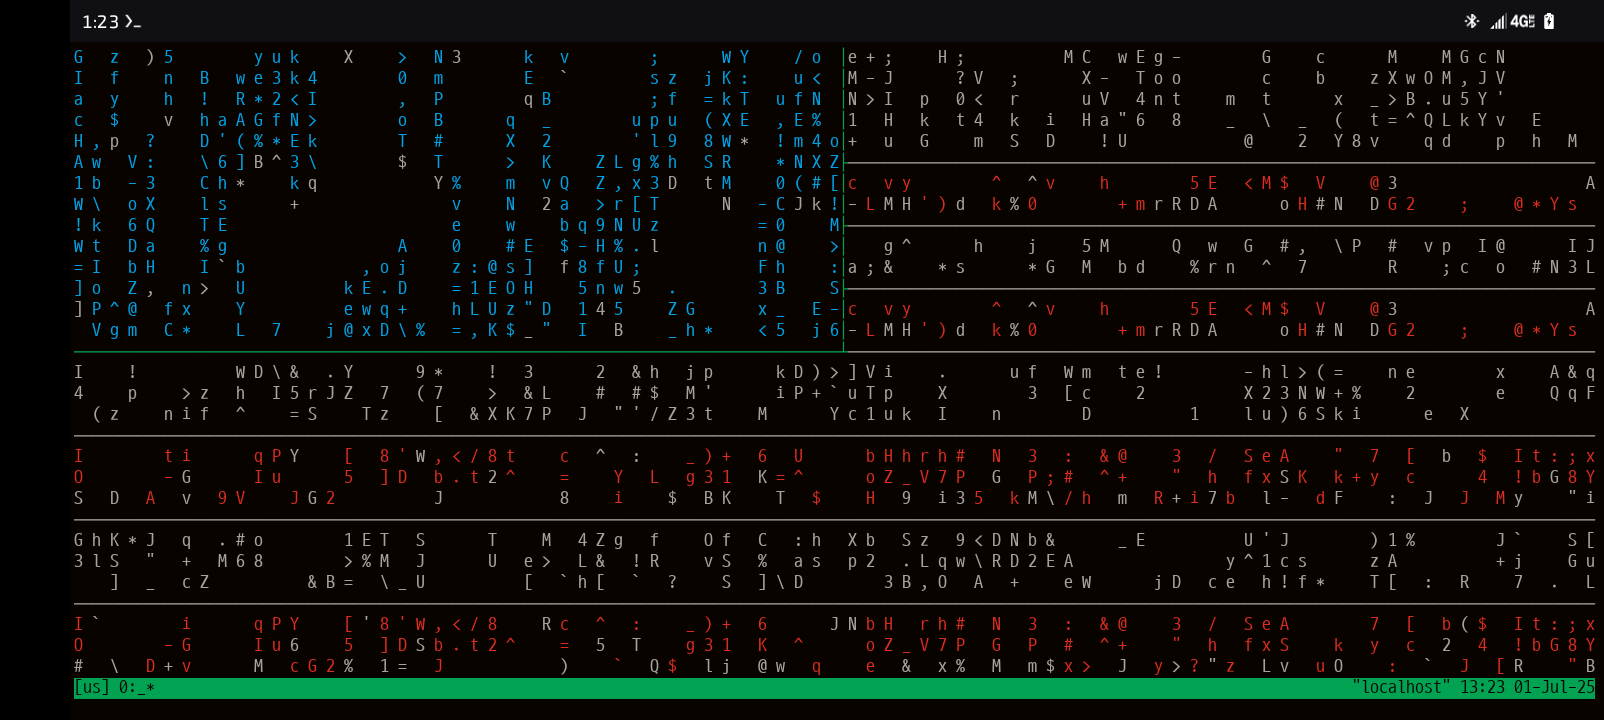 1:23
4G
G z )5 yuk X > N3 k v ; WY /o e+; H; MC wEg- G c M MGcN
I f n B we3k4 0 m E ` sz jK: u< M-J ?V ; X- Too c b zXwOM,JV
a y h ! R*2<I , P qB ;f =kT ufN N>I p 0< r uV 4nt m t x _>B.u5Y'
c $ v haAGfN> o B q _ upu (XE ,E% 1 H k t4 k i Ha"6 8 _ \ _ ( t=^QLkYv E
H,p ? D'(%*Ek T # X 2 'l9 8W* !m4o + u G m S D !U @ 2 Y8v qd p h M
Aw V: \6]B^3\ $ T > K ZLg%h SR *NXZ
1b -3 Ch* kq Y% m vQ Z,x3D tM 0(#[ c vy ^ ^v h 5E <M$ V @3 A
W\ oX ls + v N 2a >r[T N -CJk! -LMH')d k%0 +mrRDA oH#N DG2 ; @*Ys
!k 6Q TE e w bq9NUz =0 M
Wt Da %g A 0 #E $-H%.l n@ > g^ h j 5M Q w G #, \P # vp I@ IJ
=I bH I`b ,oj z:@s] f8fU; Fh : a;& *s *G M bd %rn ^ 7 R ;c o #N3L
]o Z, n> U kE.D =1EOH 5nw5 . 3B S
]P^@ fx Y ewq+ hLUz"D 145 ZG x_ E- c vy ^ ^v h 5E <M$ V @3 A
Vgm C* L 7 j@xD\% =,K$_" I B _h* <5 j6 -LMH')d k%0 +mrRDA oH#N DG2 ; @*Ys
I ! WD\& .Y 9* ! 3 2 &h jp kD)>]Vi . uf Wm te! -hl>(= ne x A&q
4 p >z h I5rJZ 7 (7 > &L # #$ M' iP+`uTp X 3 [c 2 X23NW+% 2 e QqF
(z nif ^ =S Tz [ &XK7P J "'/Z3t M Yc1uk I n D 1 lu)6Ski e X
I ti qPY [ 8'W,</8t c ^ : _)+ 6 U bHhrh# N 3 : &@ 3 / SeA " 7 [ b $ It:;x
O -G Iu 5 ]D b.t2^ = Y L g31 K=^ oZ_V7P G P;# ^+ " h fxSK k+y c 4 !bG8Y
S D A v 9V JG2 J 8 i $ BK T $ H 9 i35 kM\/h m R+i7b l- dF : J J My "i
GhK*J q .#o 1ET S T M 4Zg f Of C :h Xb Sz 9<DNb& _E U'J )1% J` S[
3lS " + M68 >%M J U e> L& !R vS % as p2 .Lqw\RD2EA y^1cs zA +j Gu
] _ cZ &B= \_U [ `h[ ` ? S ]\D 3B,O A + eW jD ce h!f* T[ : R 7 . L
I` i qPY ['8'W,</8 Rc ^ : _)+ 6 JNbH rh# N 3 : &@ 3 / SeA 7 [ b($ It:;x
O -G Iu6 5 ]DSb.t2^ = 5 T g31 K ^ oZ_V7P G P # ^+ " h fxS k y c 2 4 !bG8Y
# \ D+v M cG2% 1= J ) ` Q$ lj @w q e & x% M m$x> J y>?"z Lv uO : ` J [R "B
[us] 0:_* "localhost" 13:23 01-Jul-25